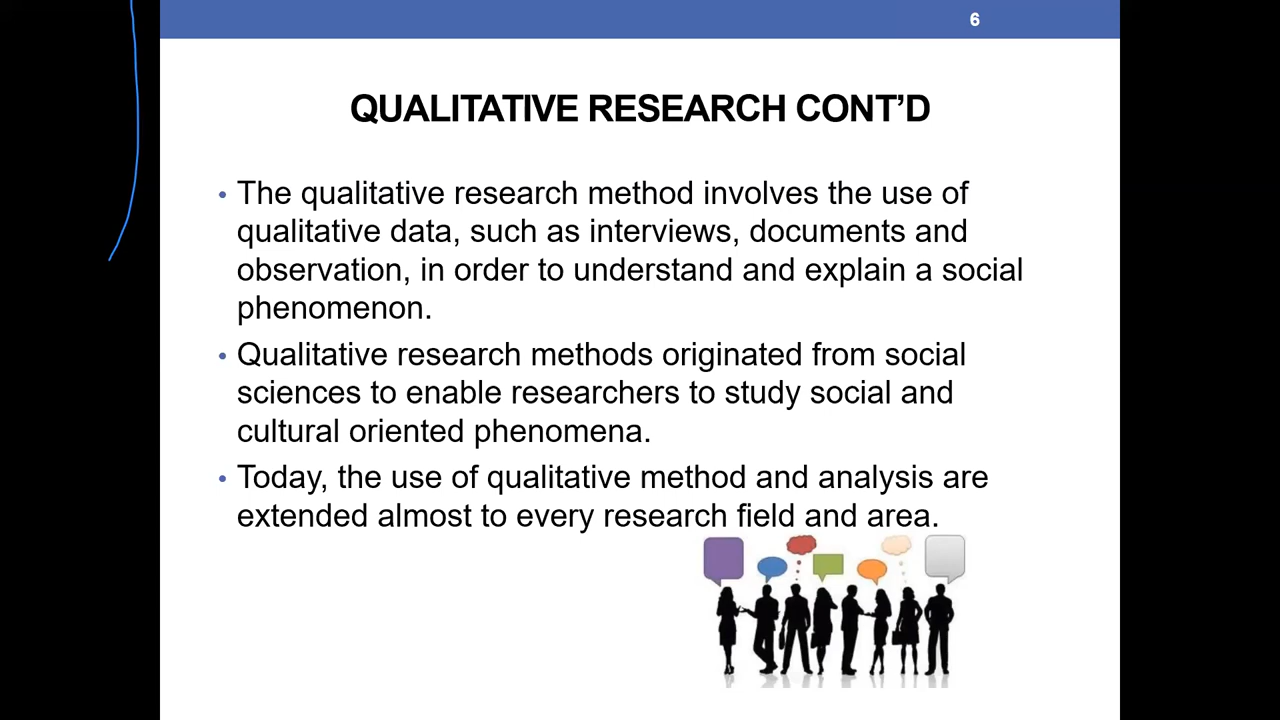 6
QUALITATIVE RESEARCH CONT’D
• The qualitative research method involves the use of
qualitative data, such as interviews, documents and
observation, in order to understand and explain a social
phenomenon.
• Qualitative research methods originated from social
sciences to enable researchers to study social and
cultural oriented phenomena.
• Today, the use of qualitative method and analysis are
extended almost to every research field and area.